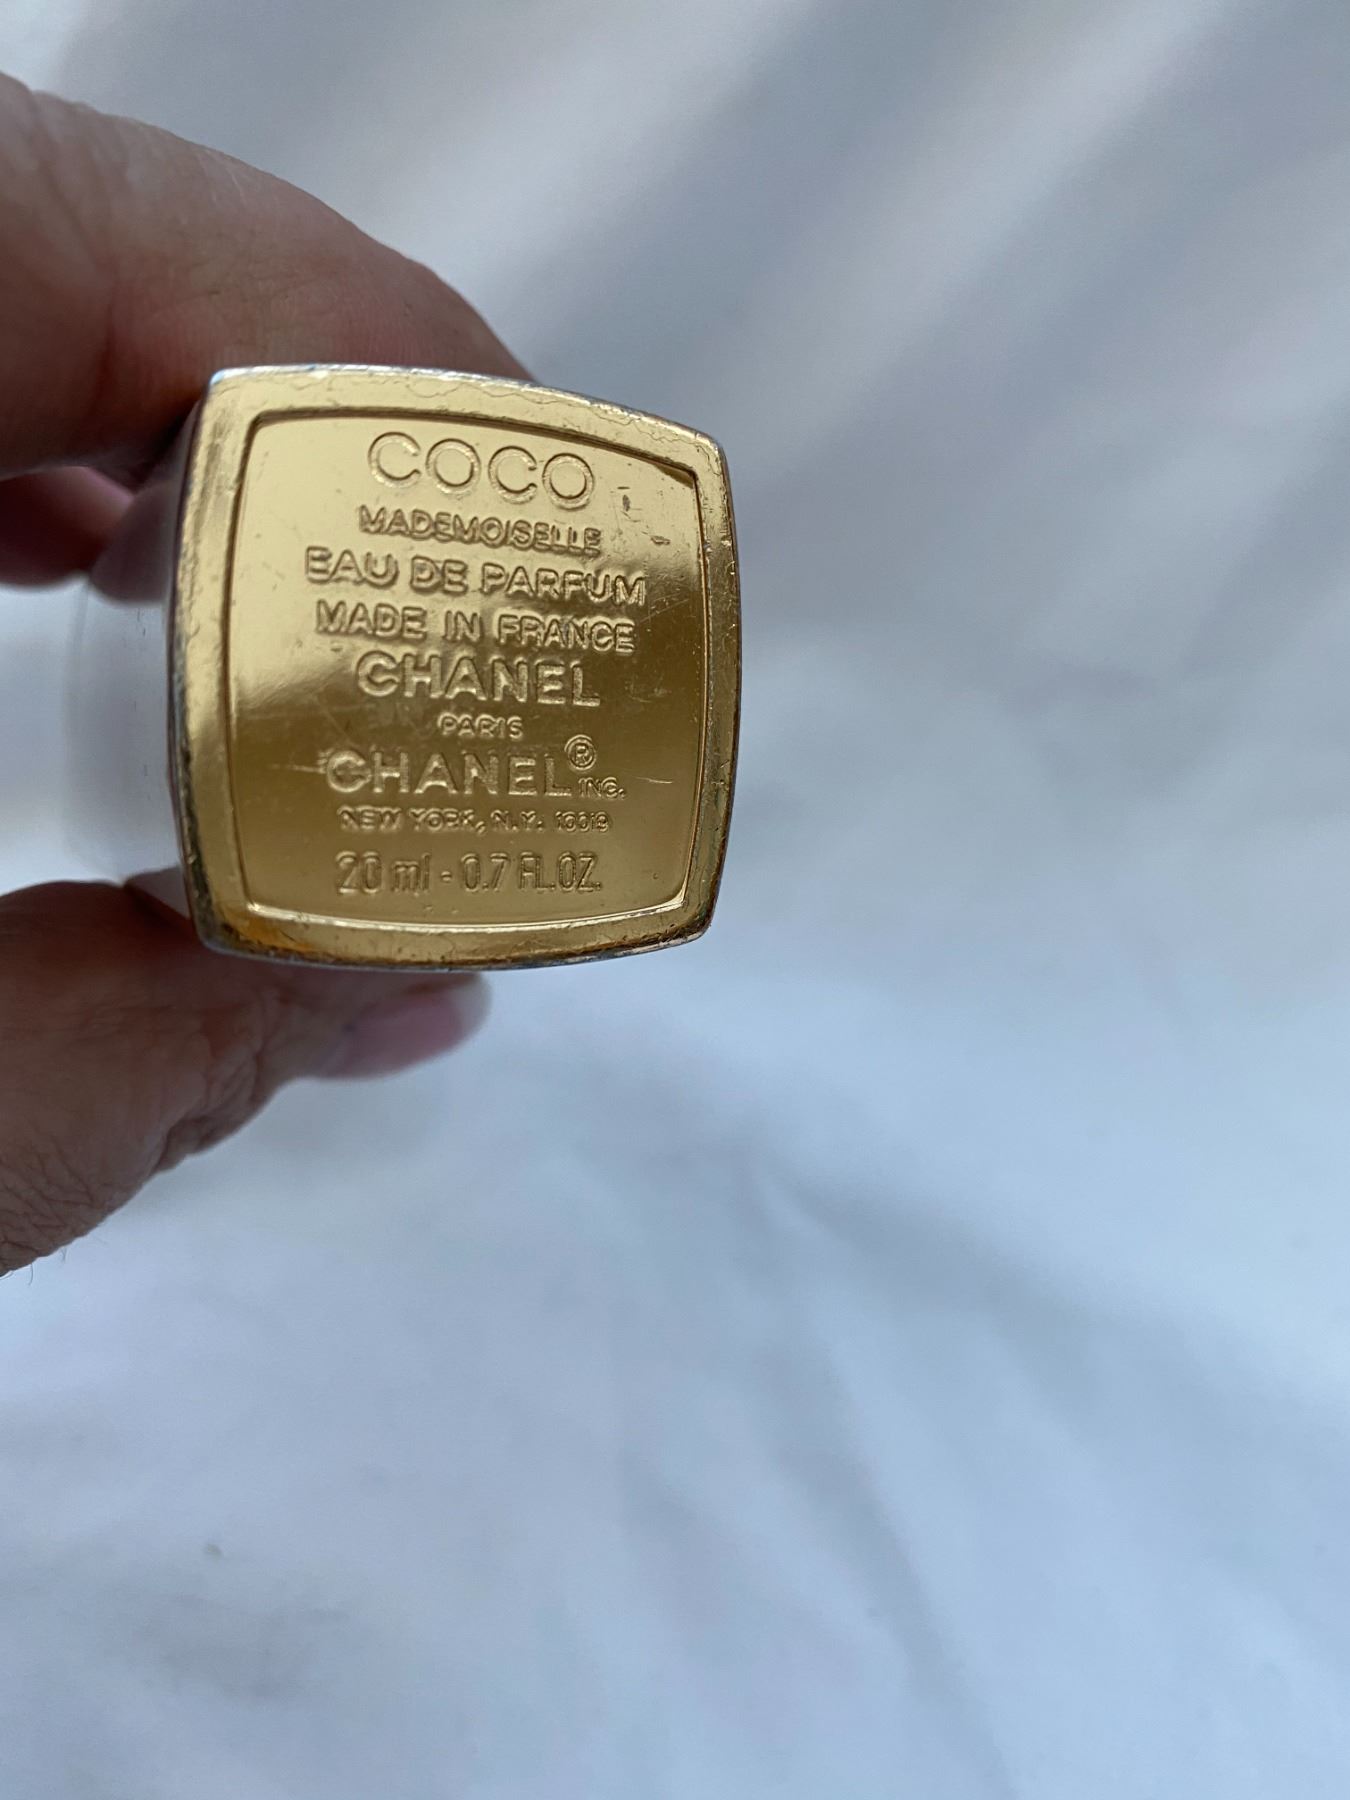 COCO
MADEMOISELLE
EAU DE PARFUM
MADE IN FRANCE
CHANEL
PARIS
CHANEL® INC.
NEW YORK, N.Y. 10019
20 ml - 0.7 FL.OZ.